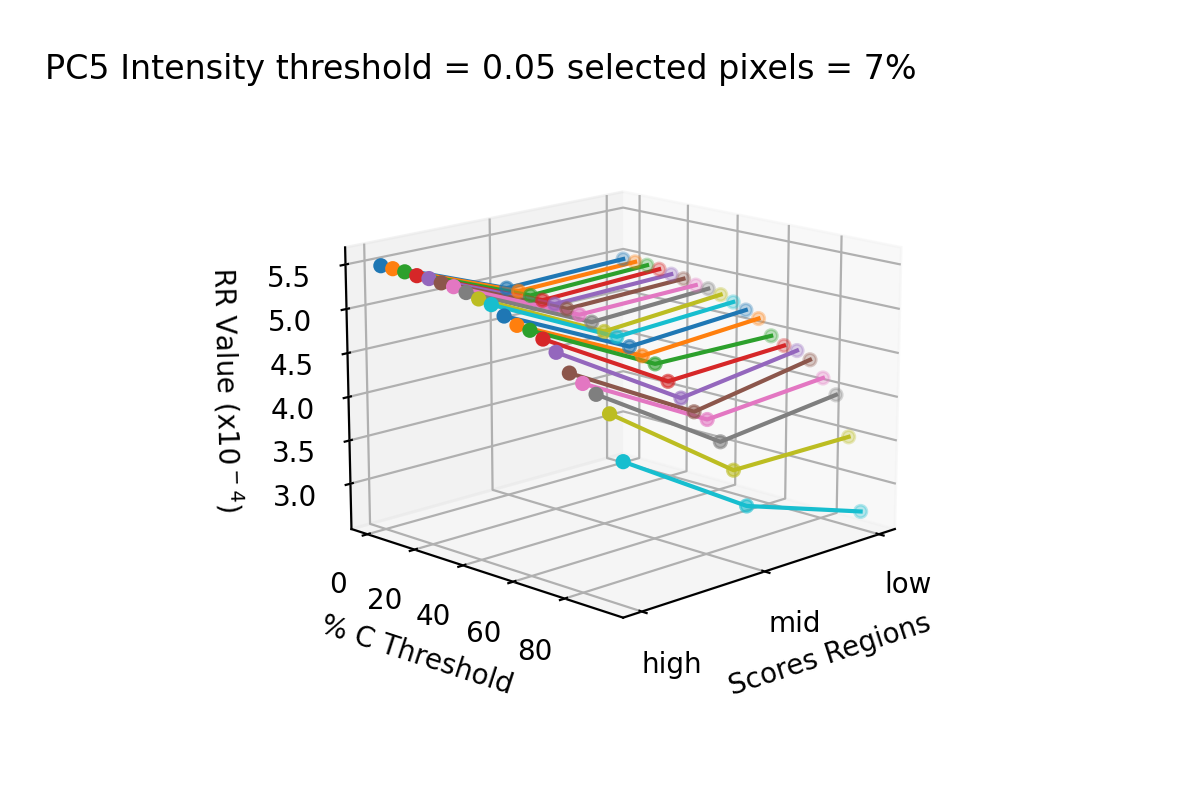 PC5 Intensity threshold = 0.05 selected pixels = 7%
RR Value (x10⁻⁴)
5.5
5.0
4.5
4.0
3.5
3.0
0
20
40
60
80
% C Threshold
high
mid
low
Scores Regions